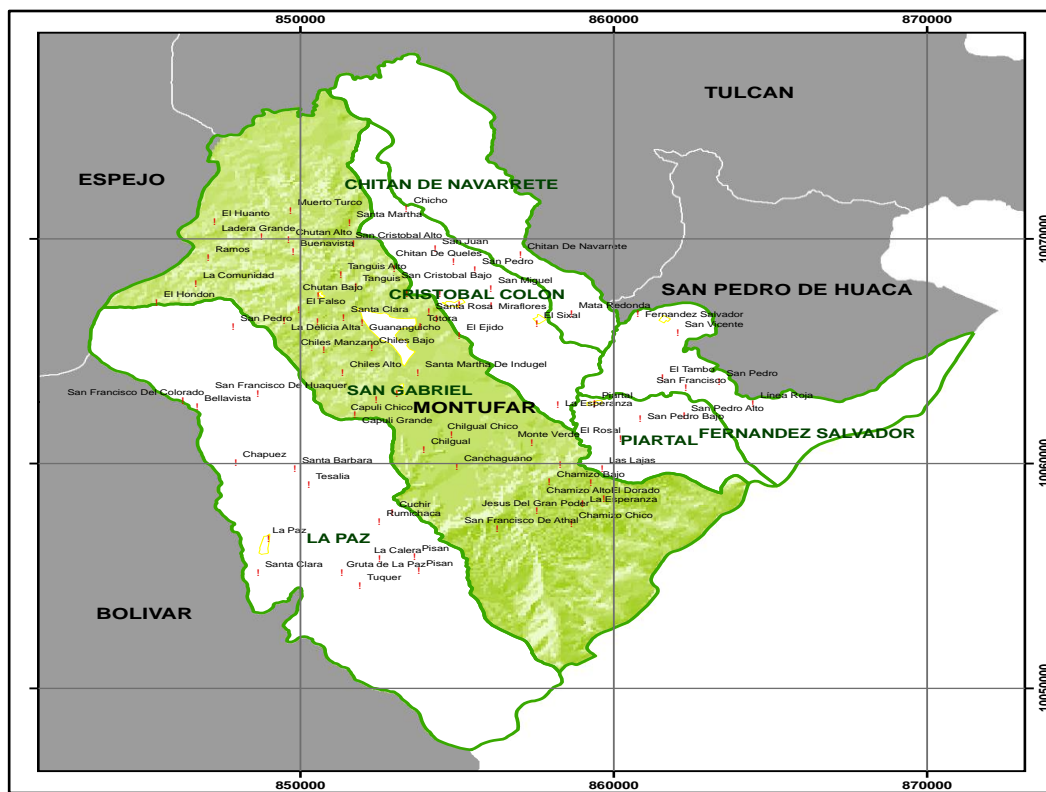 850000
860000
870000
TULCAN
ESPEJO
CHITAN DE NAVARRETE
Chicho
Muerto Turco
Santa Martha
El Huanto
Ladera Grande
Chutan Alto
San Cristobal Alto
Buenavista
San Juan
Chitan De Navarrete
Ramos
Chitan De Queles
San Pedro
10070000
Tanguis Alto
San Cristobal Bajo
La Comunidad
Tanguis
San Miguel
Chutan Bajo
SAN PEDRO DE HUACA
El Hondon
CRISTOBAL COLON
El Falso
Santa Clara
Santa Rosa
Miraflores
Mata Redonda
San Pedro
Totora
El Sixal
Fernandez Salvador
La Delicia Alta
Guananguicho
El Ejido
San Vicente
Chiles Manzano
Chiles Bajo
Chiles Alto
Santa Martha De Indugel
El Tambo
San Pedro
San Francisco
San Francisco De Huaquer
San Francisco Del Colorado
SAN GABRIEL
Bellavista
Piartal
Linea Roja
Capuli Chico
MONTUFAR
La Esperanza
San Pedro Alto
Capuli Grande
San Pedro Bajo
Chilgual Chico
El Rosal
PIARTAL
FERNANDEZ SALVADOR
Chilgual
Monte Verde
Chapuez
Santa Barbara
Canchaguano
Las Lajas
10060000
Tesalia
Chamizo Bajo
Chamizo Alto
El Dorado
Cuchir
Jesus Del Gran Poder
La Esperanza
Rumichaca
San Francisco De Athal
Chamizo Chico
La Paz
LA PAZ
La Calera
Pisan
Santa Clara
Gruta de La Paz
Pisan
Tuquer
BOLIVAR
10050000
850000
860000
870000